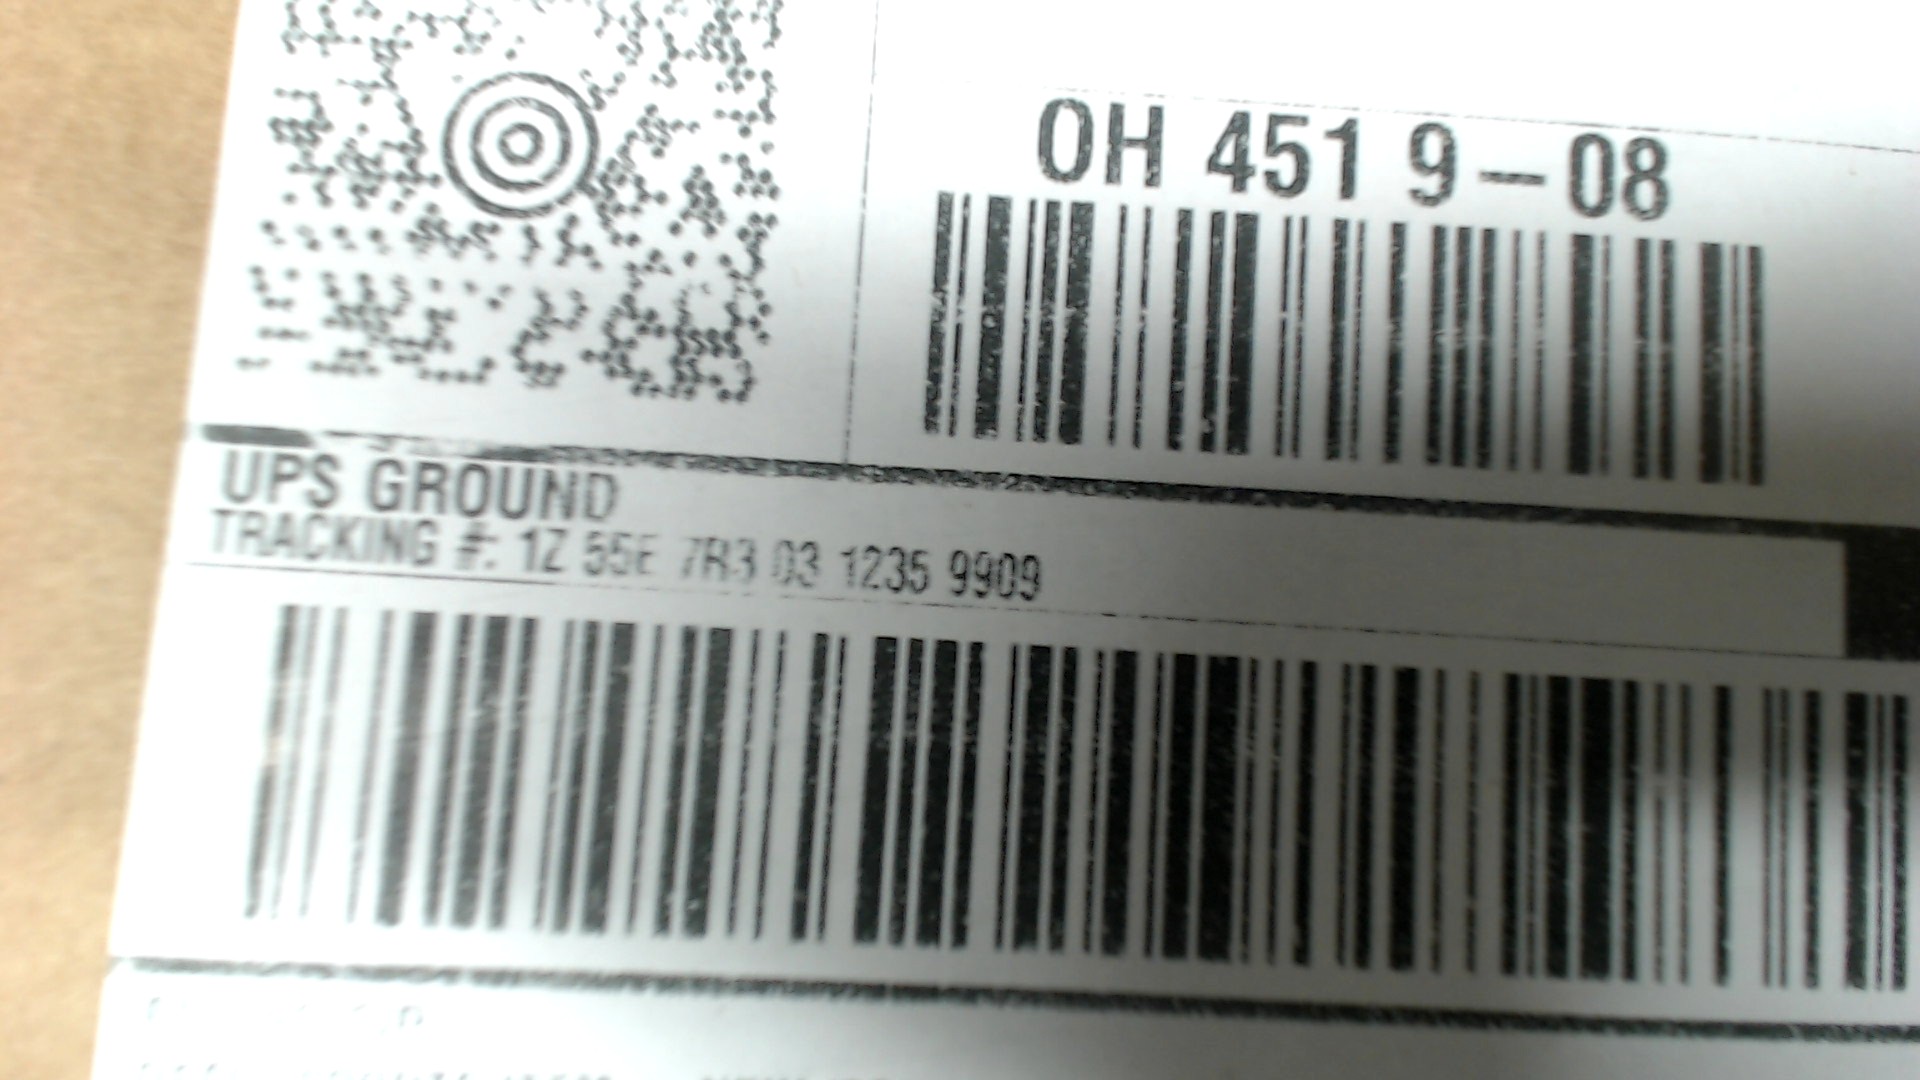 OH 451 9-08
UPS GROUND
TRACKING #: 1Z 55E 7R3 03 1235 9909